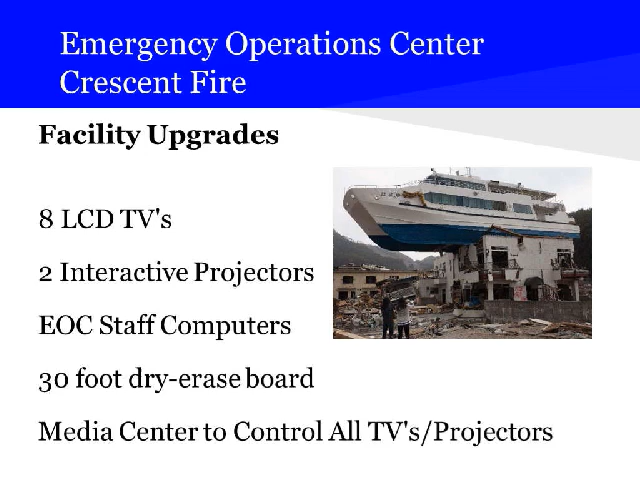 Emergency Operations Center
Crescent Fire
Facility Upgrades
8 LCD TV's
2 Interactive Projectors
EOC Staff Computers
30 foot dry-erase board
Media Center to Control All TV's/Projectors